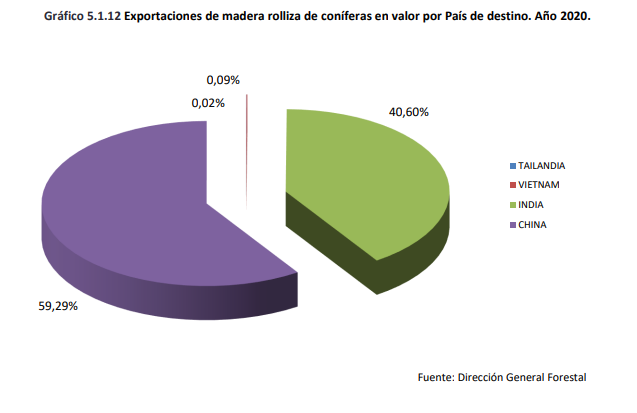 Gráfico 5.1.12 Exportaciones de madera rolliza de coníferas en valor por País de destino. Año 2020.
0,09%
0,02%
40,60%
TAILANDIA
VIETNAM
INDIA
CHINA
59,29%
Fuente: Dirección General Forestal